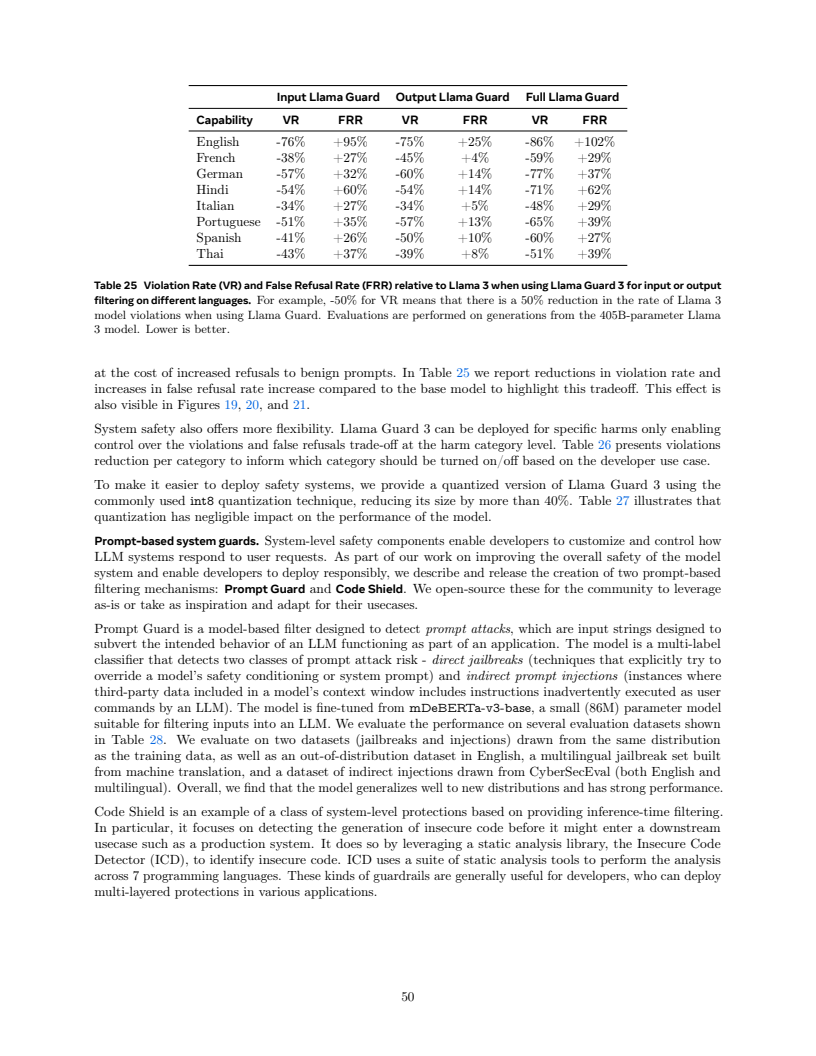 Input Llama Guard Output Llama Guard Full Llama Guard
Capability VR FRR VR FRR VR FRR
English -76% +95% -75% +25% -86% +102%
French -38% +27% -45% +4% -59% +29%
German -57% +32% -60% +14% -77% +37%
Hindi -54% +60% -54% +14% -71% +62%
Italian -34% +27% -34% +5% -48% +29%
Portuguese -51% +35% -57% +13% -65% +39%
Spanish -41% +26% -50% +10% -60% +27%
Thai -43% +37% -39% +8% -51% +39%
Table 25 Violation Rate (VR) and False Refusal Rate (FRR) relative to Llama 3 when using Llama Guard 3 for input or output
filtering on different languages. For example, -50% for VR means that there is a 50% reduction in the rate of Llama 3
model violations when using Llama Guard. Evaluations are performed on generations from the 405B-parameter Llama
3 model. Lower is better.
at the cost of increased refusals to benign prompts. In Table 25 we report reductions in violation rate and
increases in false refusal rate increase compared to the base model to highlight this tradeoff. This effect is
also visible in Figures 19, 20, and 21.
System safety also offers more flexibility. Llama Guard 3 can be deployed for specific harms only enabling
control over the violations and false refusals trade-off at the harm category level. Table 26 presents violations
reduction per category to inform which category should be turned on/off based on the developer use case.
To make it easier to deploy safety systems, we provide a quantized version of Llama Guard 3 using the
commonly used int8 quantization technique, reducing its size by more than 40%. Table 27 illustrates that
quantization has negligible impact on the performance of the model.
Prompt-based system guards. System-level safety components enable developers to customize and control how
LLM systems respond to user requests. As part of our work on improving the overall safety of the model
system and enable developers to deploy responsibly, we describe and release the creation of two prompt-based
filtering mechanisms: Prompt Guard and Code Shield. We open-source these for the community to leverage
as-is or take as inspiration and adapt for their usecases.
Prompt Guard is a model-based filter designed to detect prompt attacks, which are input strings designed to
subvert the intended behavior of an LLM functioning as part of an application. The model is a multi-label
classifier that detects two classes of prompt attack risk - direct jailbreaks (techniques that explicitly try to
override a model's safety conditioning or system prompt) and indirect prompt injections (instances where
third-party data included in a model's context window includes instructions inadvertently executed as user
commands by an LLM). The model is fine-tuned from mDeBERTa-v3-base, a small (86M) parameter model
suitable for filtering inputs into an LLM. We evaluate the performance on several evaluation datasets shown
in Table 28. We evaluate on two datasets (jailbreaks and injections) drawn from the same distribution
as the training data, as well as an out-of-distribution dataset in English, a multilingual jailbreak set built
from machine translation, and a dataset of indirect injections drawn from CyberSecEval (both English and
multilingual). Overall, we find that the model generalizes well to new distributions and has strong performance.
Code Shield is an example of a class of system-level protections based on providing inference-time filtering.
In particular, it focuses on detecting the generation of insecure code before it might enter a downstream
usecase such as a production system. It does so by leveraging a static analysis library, the Insecure Code
Detector (ICD), to identify insecure code. ICD uses a suite of static analysis tools to perform the analysis
across 7 programming languages. These kinds of guardrails are generally useful for developers, who can deploy
multi-layered protections in various applications.
50